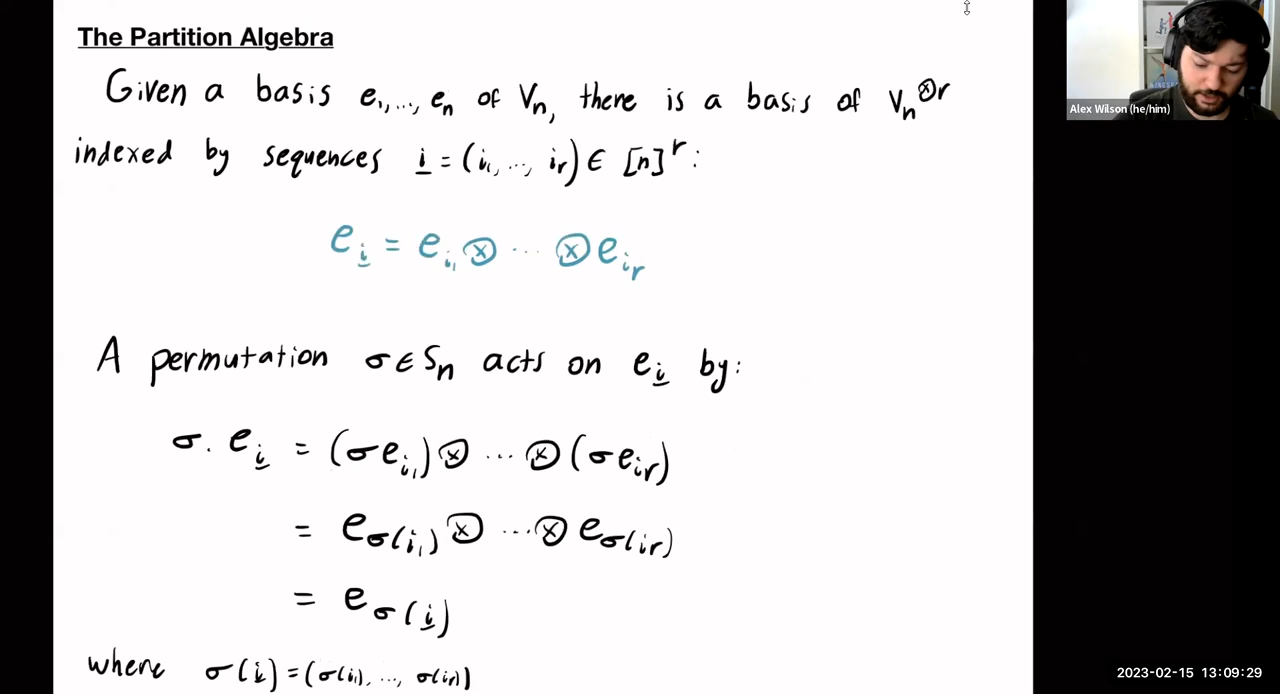 The Partition Algebra
Given a basis e₁,..., eₙ of Vₙ, there is a basis of Vₙ^⊗r
indexed by sequences i̲ = (i₁,..., iᵣ) ∈ [n]^r:
e_i̲ = e_i₁ ⊗ ... ⊗ e_iᵣ
A permutation σ ∈ Sₙ acts on e_i̲ by:
σ. e_i̲ = (σe_i₁) ⊗ ... ⊗ (σe_iᵣ)
= e_σ(i₁) ⊗ ... ⊗ e_σ(iᵣ)
= e_σ(i̲)
where σ(i̲) = (σ(i₁), ..., σ(iᵣ))
Alex Wilson (he/him)
2023-02-15 13:09:29